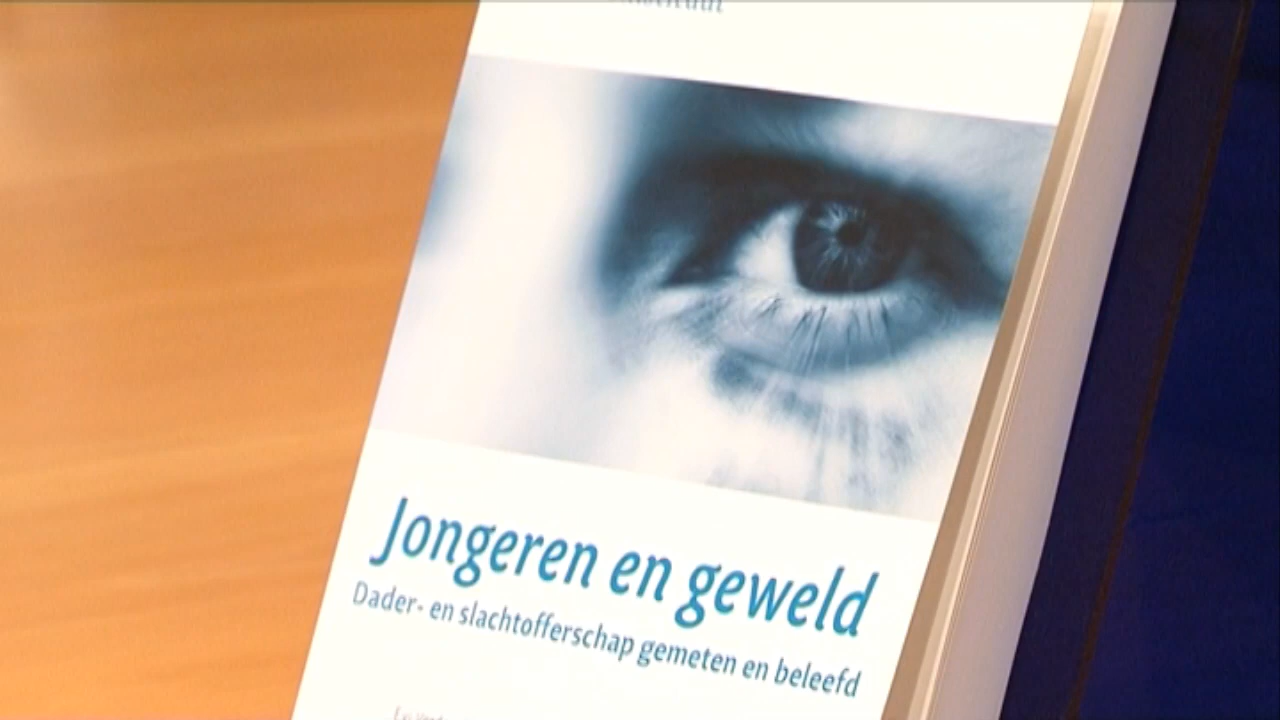 Jongeren en geweld
Dader- en slachtofferschap gemeten en beleefd